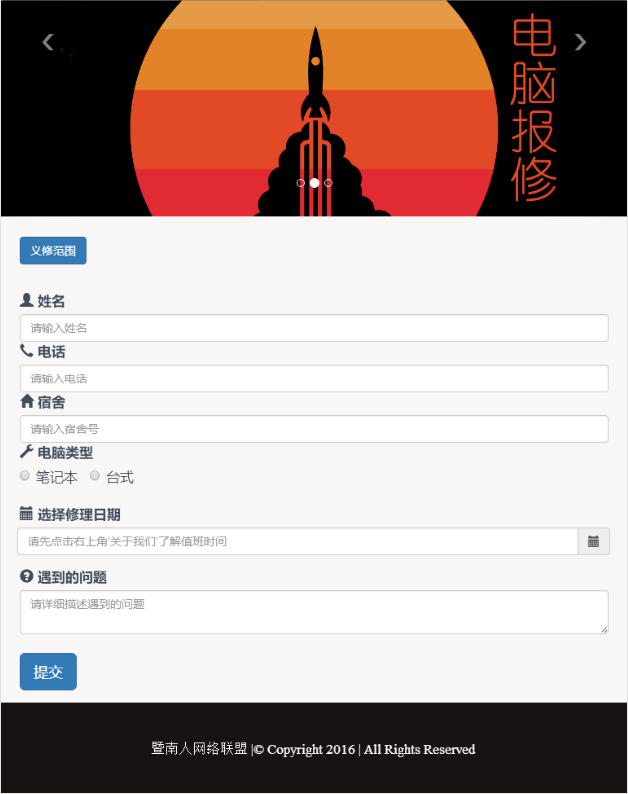 电脑报修
义修范围
姓名
请输入姓名
电话
请输入电话
宿舍
请输入宿舍号
电脑类型
笔记本 台式
选择修理日期
请先点击右上角'关于我们'了解值班时间
遇到的问题
请详细描述遇到的问题
提交
暨南人网络联盟 |© Copyright 2016 | All Rights Reserved